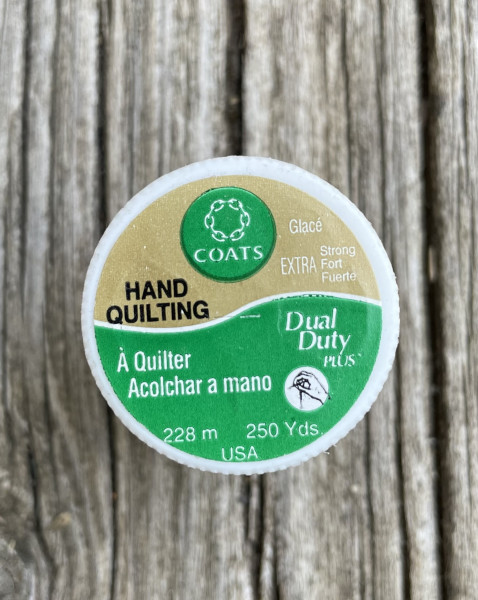 COATS
Glacé
EXTRA Strong
Fort
Fuerte
HAND
QUILTING
Dual
Duty
PLUS
À Quilter
Acolchar a mano
228 m 250 Yds.
USA